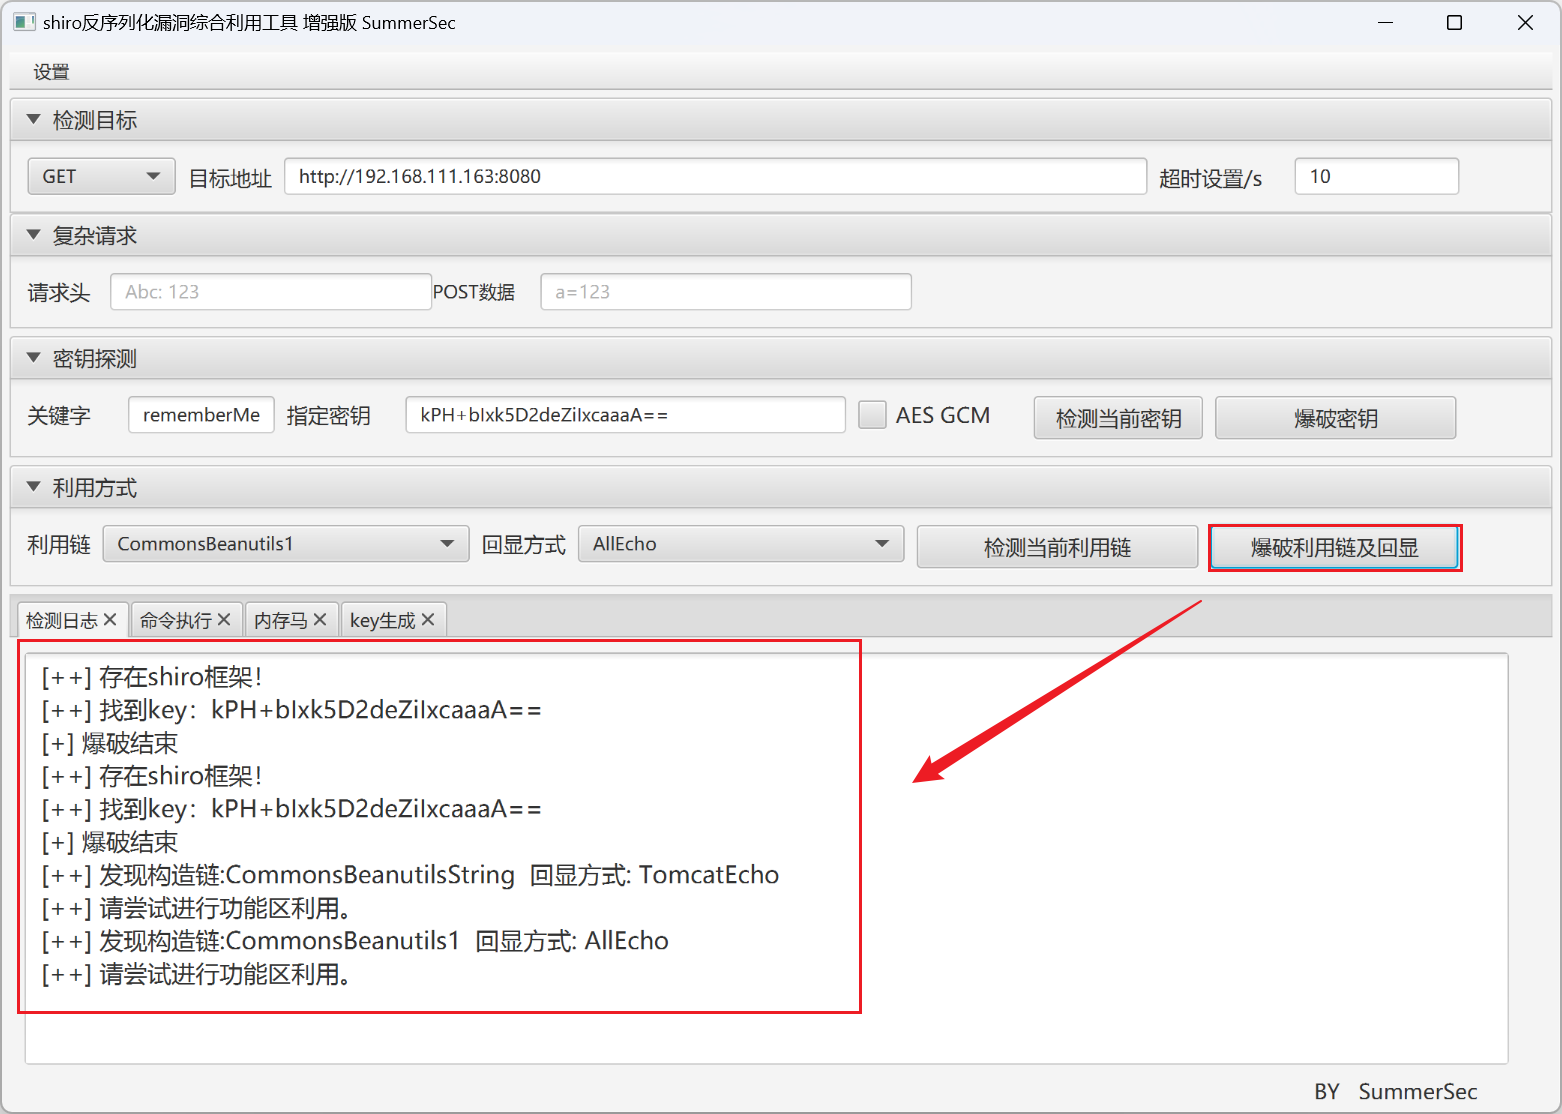 shiro反序列化漏洞综合利用工具 增强版 SummerSec
设置
检测目标
GET 目标地址 http://192.168.111.163:8080 超时设置/s 10
复杂请求
请求头 Abc: 123 POST数据 a=123
密钥探测
关键字 rememberMe 指定密钥 kPH+bIxk5D2deZiIxcaaaA== AES GCM 检测当前密钥 爆破密钥
利用方式
利用链 CommonsBeanutils1 回显方式 AllEcho 检测当前利用链 爆破利用链及回显
检测日志 命令执行 内存马 key生成
[++] 存在shiro框架！
[++] 找到key：kPH+bIxk5D2deZiIxcaaaA==
[+] 爆破结束
[++] 存在shiro框架！
[++] 找到key：kPH+bIxk5D2deZiIxcaaaA==
[+] 爆破结束
[++] 发现构造链:CommonsBeanutilsString 回显方式: TomcatEcho
[++] 请尝试进行功能区利用。
[++] 发现构造链:CommonsBeanutils1 回显方式: AllEcho
[++] 请尝试进行功能区利用。
BY SummerSec